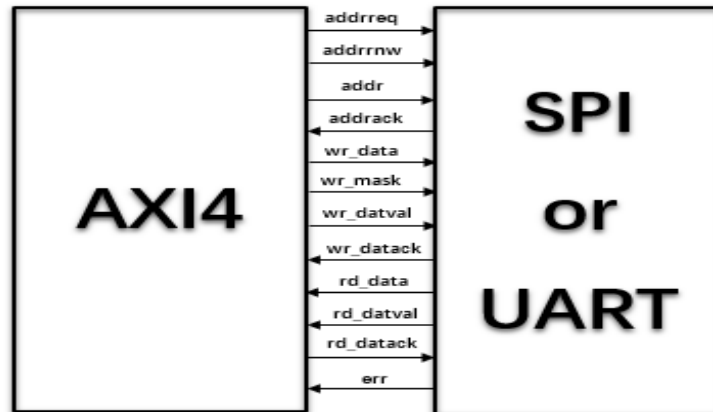 addrreq
addrrnw
addr
addrack
wr_data
wr_mask
wr_datval
wr_datack
rd_data
rd_datval
rd_datack
err
AXI4
SPI
or
UART